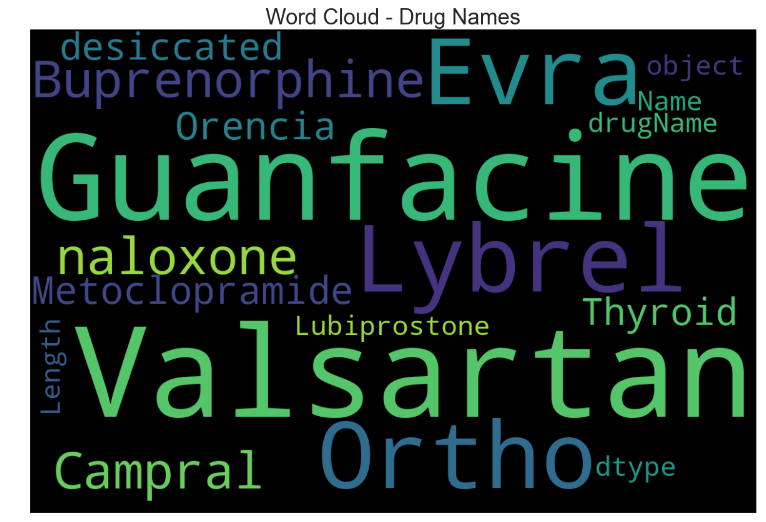 Word Cloud - Drug Names
desiccated
Evra
object
Buprenorphine
Name
Orencia
drugName
Guanfacine
Lybrel
naloxone
Metoclopramide
Thyroid
Lubiprostone
Length
Valsartan
Ortho
Campral
dtype